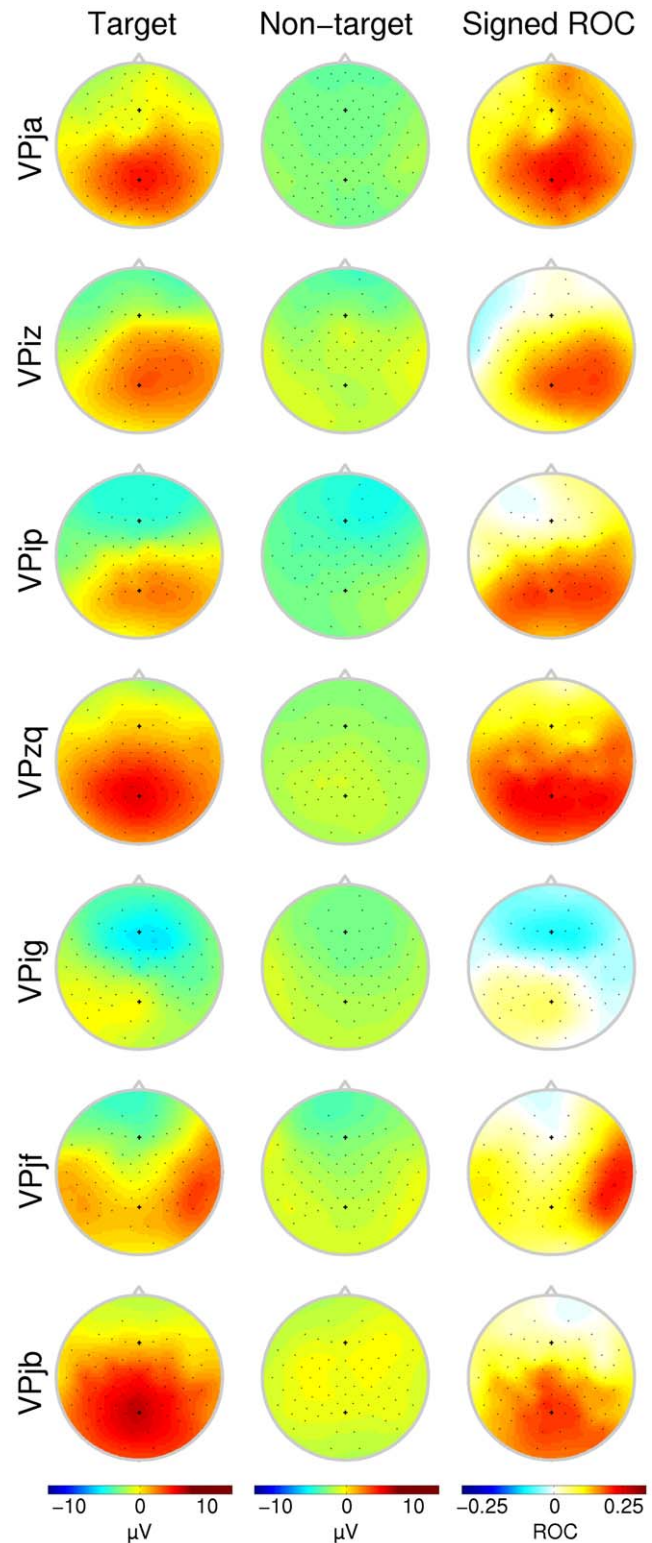 Target Non−target Signed ROC
VPja
VPiz
VPip
VPzq
VPig
VPjf
VPjb
−10 0 10 −10 0 10 −0.25 0 0.25
µV µV ROC